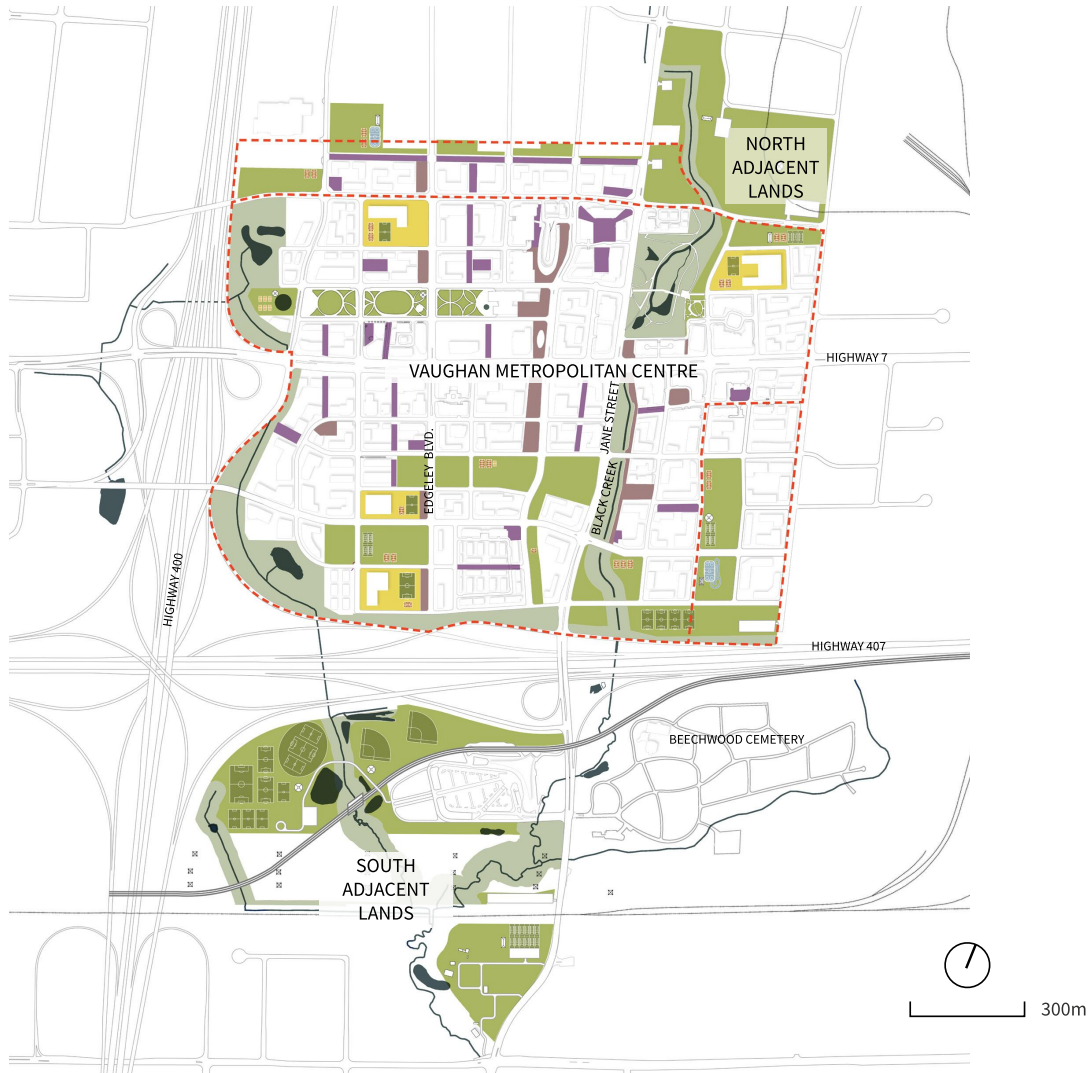 NORTH
ADJACENT
LANDS
HIGHWAY 7
VAUGHAN METROPOLITAN CENTRE
JANE STREET
EDGELEY BLVD.
BLACK CREEK
HIGHWAY 400
HIGHWAY 407
BEECHWOOD CEMETERY
SOUTH
ADJACENT
LANDS
300m